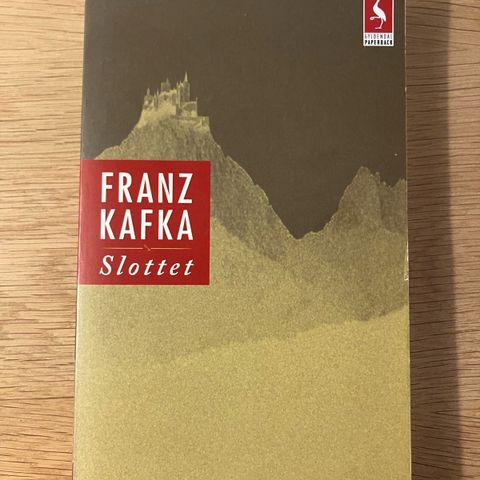 GYLDENDAL
PAPERBACK
FRANZ
KAFKA
Slottet